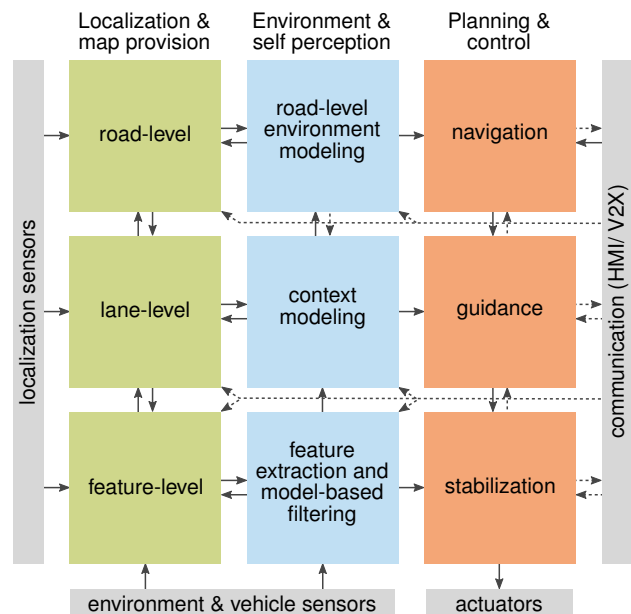 Localization &
map provision
Environment &
self perception
Planning &
control
localization sensors
road-level
road-level
environment
modeling
navigation
communication (HMI/ V2X)
lane-level
context
modeling
guidance
feature-level
feature
extraction and
model-based
filtering
stabilization
environment & vehicle sensors
actuators